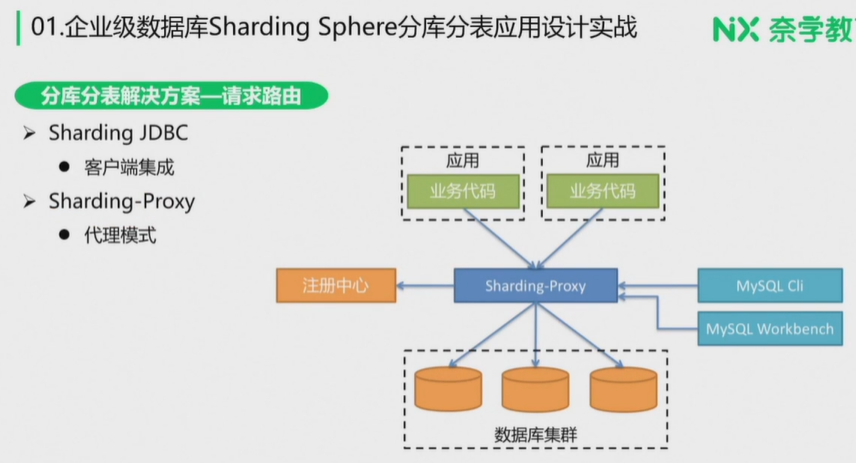 01.企业级数据库Sharding Sphere分库分表应用设计实战
NX 奈学教
分库分表解决方案—请求路由
Sharding JDBC
客户端集成
Sharding-Proxy
代理模式
应用
应用
业务代码
业务代码
注册中心
Sharding-Proxy
MySQL Cli
MySQL Workbench
数据库集群